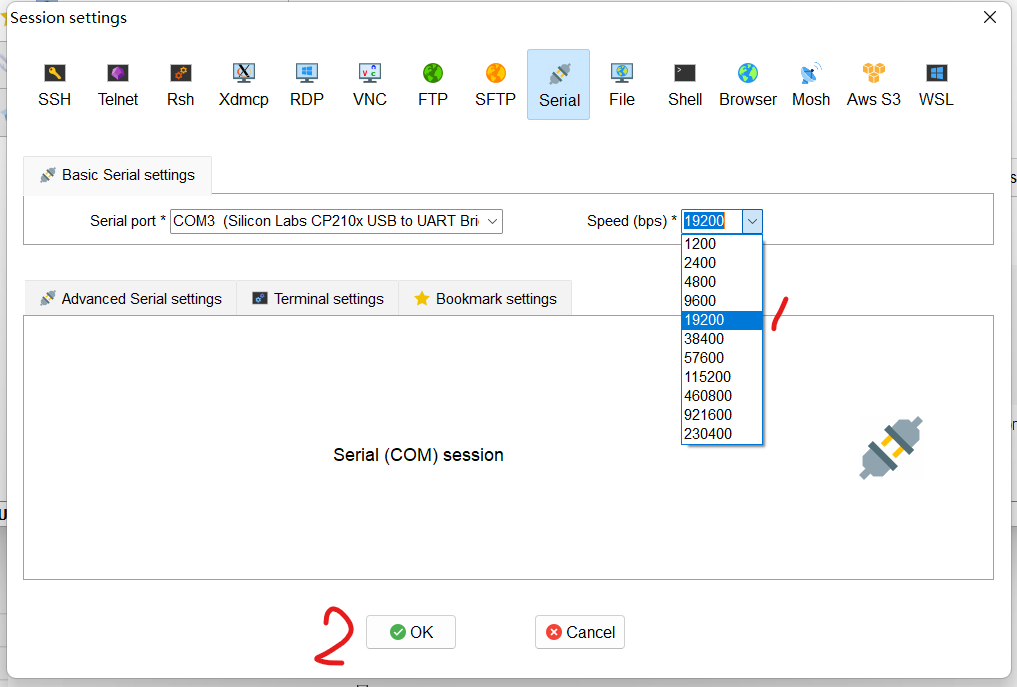 Session settings
SSH Telnet Rsh Xdmcp RDP VNC FTP SFTP Serial File Shell Browser Mosh Aws S3 WSL
Basic Serial settings
Serial port * COM3 (Silicon Labs CP210x USB to UART Bri Speed (bps) * 19200
1200
2400
4800
9600
19200
38400
57600
115200
460800
921600
230400
Advanced Serial settings Terminal settings Bookmark settings
Serial (COM) session
1
2 OK Cancel